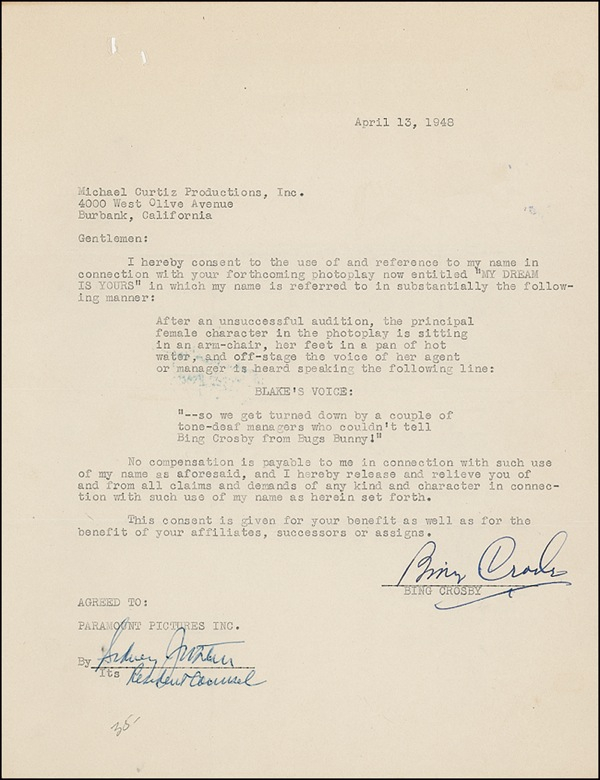 April 13, 1948
Michael Curtiz Productions, Inc.
4000 West Olive Avenue
Burbank, California
Gentlemen:
I hereby consent to the use of and reference to my name in
connection with your forthcoming photoplay now entitled "MY DREAM
IS YOURS" in which my name is referred to in substantially the follow-
ing manner:
After an unsuccessful audition, the principal
female character in the photoplay is sitting
in an arm-chair, her feet in a pan of hot
water, and off-stage the voice of her agent
or manager is heard speaking the following line:
BLAKE'S VOICE:
"--so we get turned down by a couple of
tone-deaf managers who couldn't tell
Bing Crosby from Bugs Bunny!"
No compensation is payable to me in connection with such use
of my name as aforesaid, and I hereby release and relieve you of
and from all claims and demands of any kind and character in connec-
tion with such use of my name as herein set forth.
This consent is given for your benefit as well as for the
benefit of your affiliates, successors or assigns.
Bing Crosby
BING CROSBY
AGREED TO:
PARAMOUNT PICTURES INC.
By Sidney
Its Resident Counsel
35